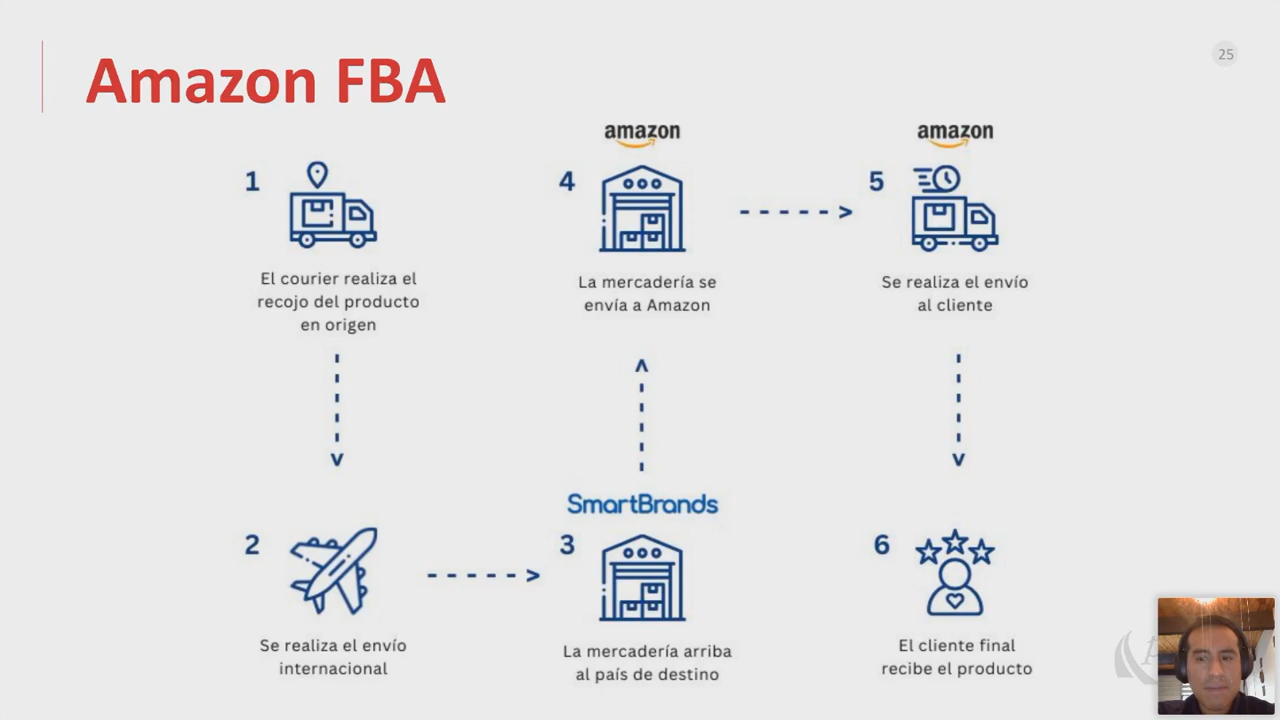 Amazon FBA
25
1
El courier realiza el
recojo del producto
en origen
2
Se realiza el envío
internacional
SmartBrands
3
La mercadería arriba
al país de destino
amazon
4
La mercadería se
envía a Amazon
amazon
5
Se realiza el envío
al cliente
6
El cliente final
recibe el producto